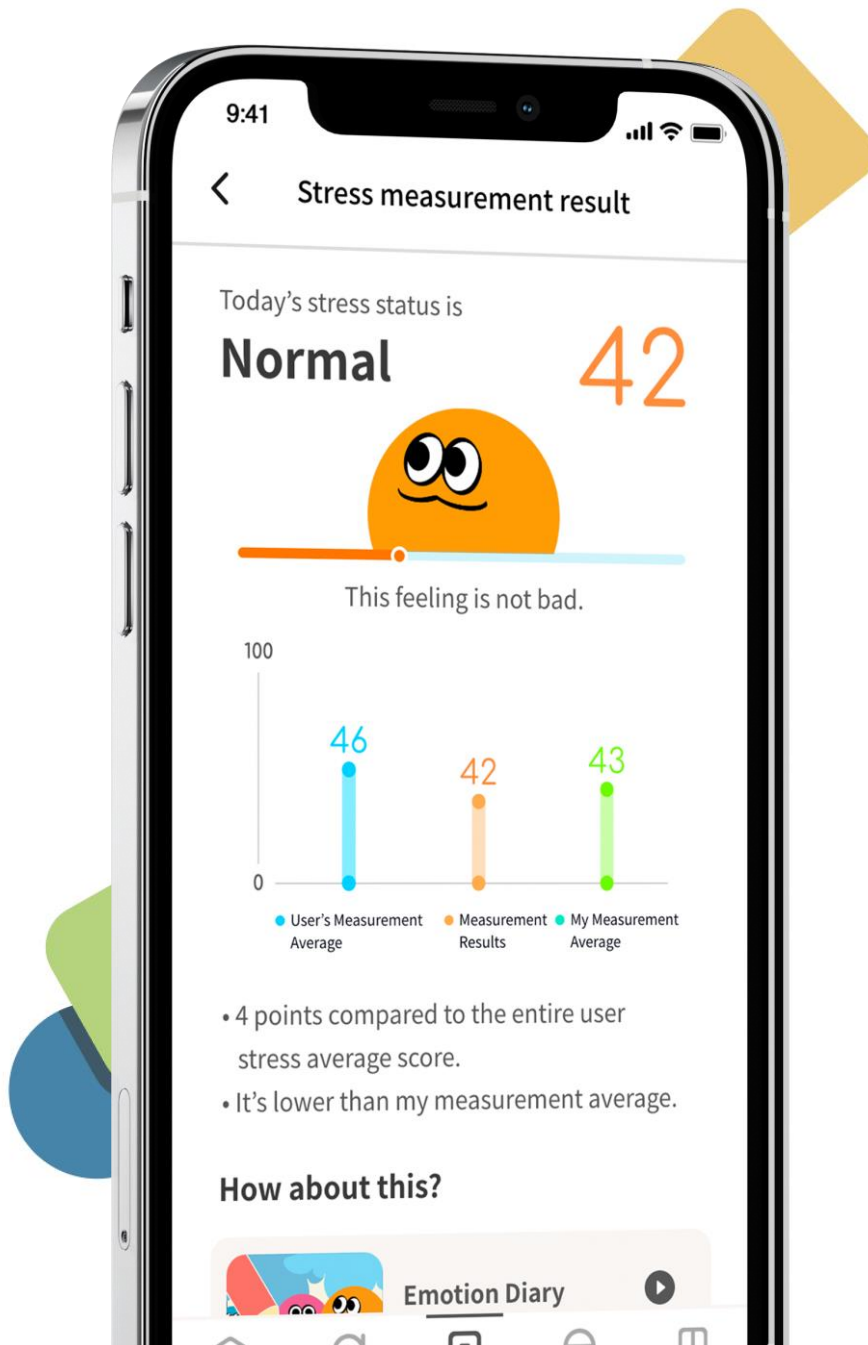 9:41
Stress measurement result
Today's stress status is
Normal
42
This feeling is not bad.
100
46
42
43
0
User's Measurement
Average
Measurement
Results
My Measurement
Average
• 4 points compared to the entire user
stress average score.
• It's lower than my measurement average.
How about this?
Emotion Diary